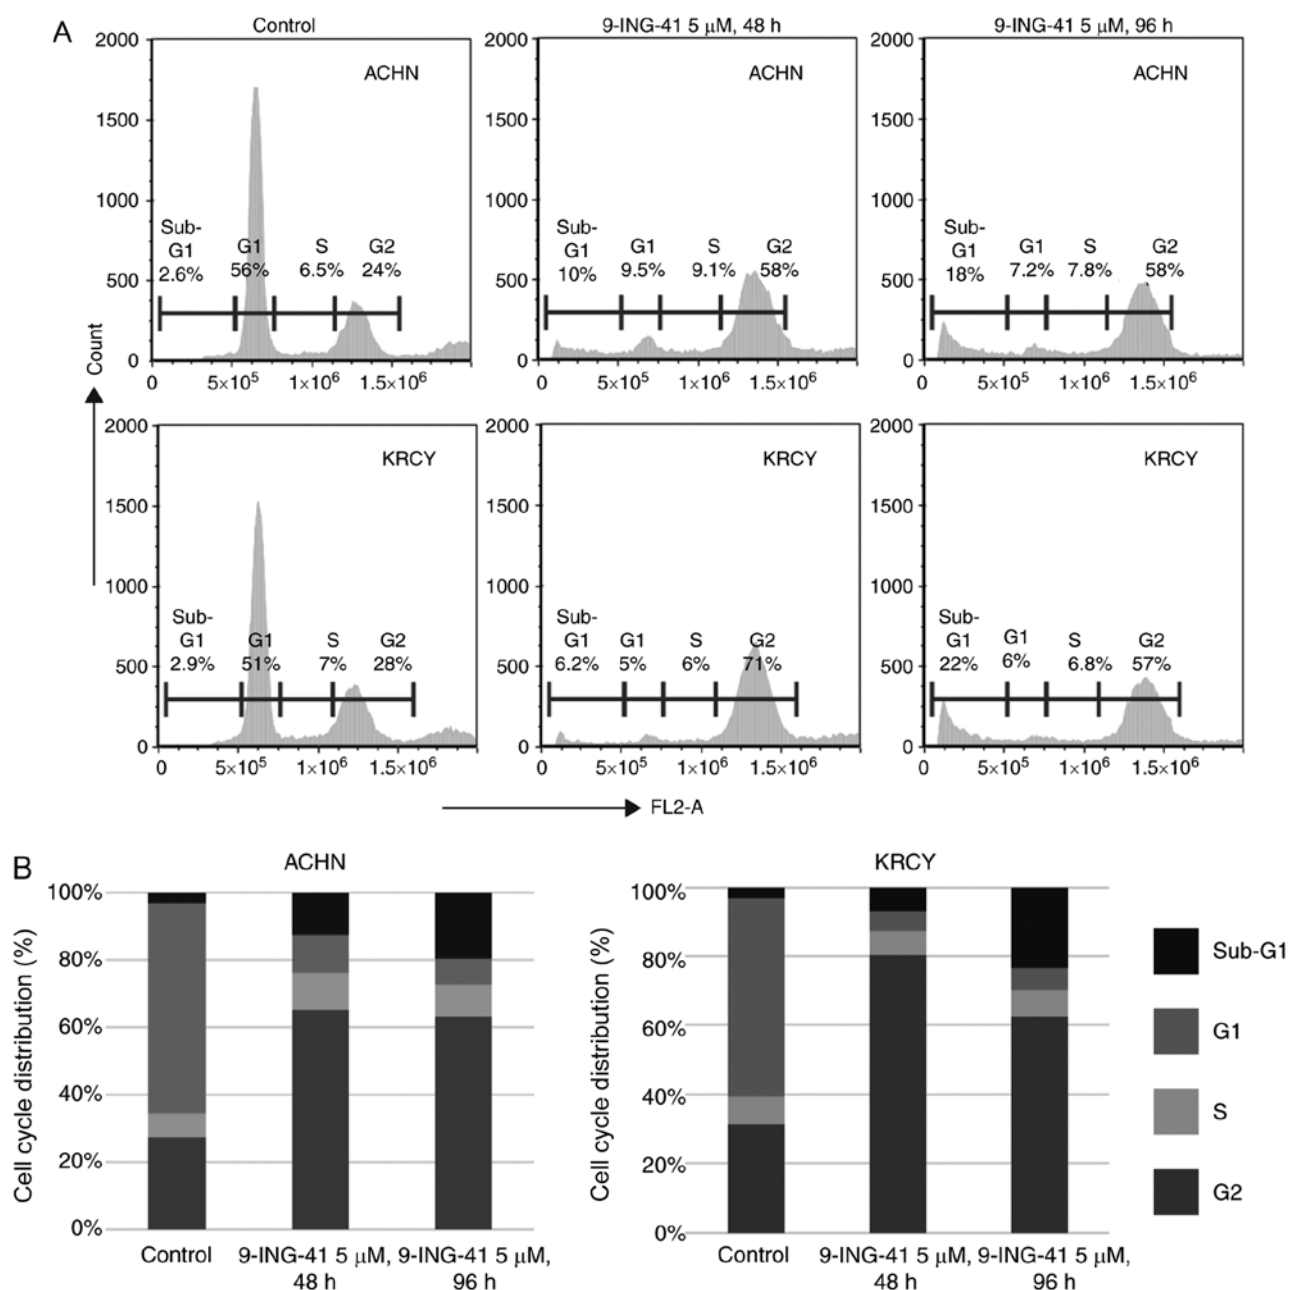 A
Control
9-ING-41 5 μM, 48 h
9-ING-41 5 μM, 96 h
2000
1500
1000
500
0
ACHN
Sub-
G1
2.6%
G1
56%
S
6.5%
G2
24%
0
5×10⁵
1×10⁶
1.5×10⁶
2000
1500
1000
500
0
ACHN
Sub-
G1
10%
G1
9.5%
S
9.1%
G2
58%
0
5×10⁵
1×10⁶
1.5×10⁶
2000
1500
1000
500
0
ACHN
Sub-
G1
18%
G1
7.2%
S
7.8%
G2
58%
0
5×10⁵
1×10⁶
1.5×10⁶
Count
2000
1500
1000
500
0
KRCY
Sub-
G1
2.9%
G1
51%
S
7%
G2
28%
0
5×10⁵
1×10⁶
1.5×10⁶
2000
1500
1000
500
0
KRCY
Sub-
G1
6.2%
G1
5%
S
6%
G2
71%
0
5×10⁵
1×10⁶
1.5×10⁶
2000
1500
1000
500
0
KRCY
Sub-
G1
22%
G1
6%
S
6.8%
G2
57%
0
5×10⁵
1×10⁶
1.5×10⁶
FL2-A
B
ACHN
Cell cycle distribution (%)
100%
80%
60%
40%
20%
0%
Control
9-ING-41 5 μM,
48 h
9-ING-41 5 μM,
96 h
KRCY
Cell cycle distribution (%)
100%
80%
60%
40%
20%
0%
Control
9-ING-41 5 μM,
48 h
9-ING-41 5 μM,
96 h
Sub-G1
G1
S
G2